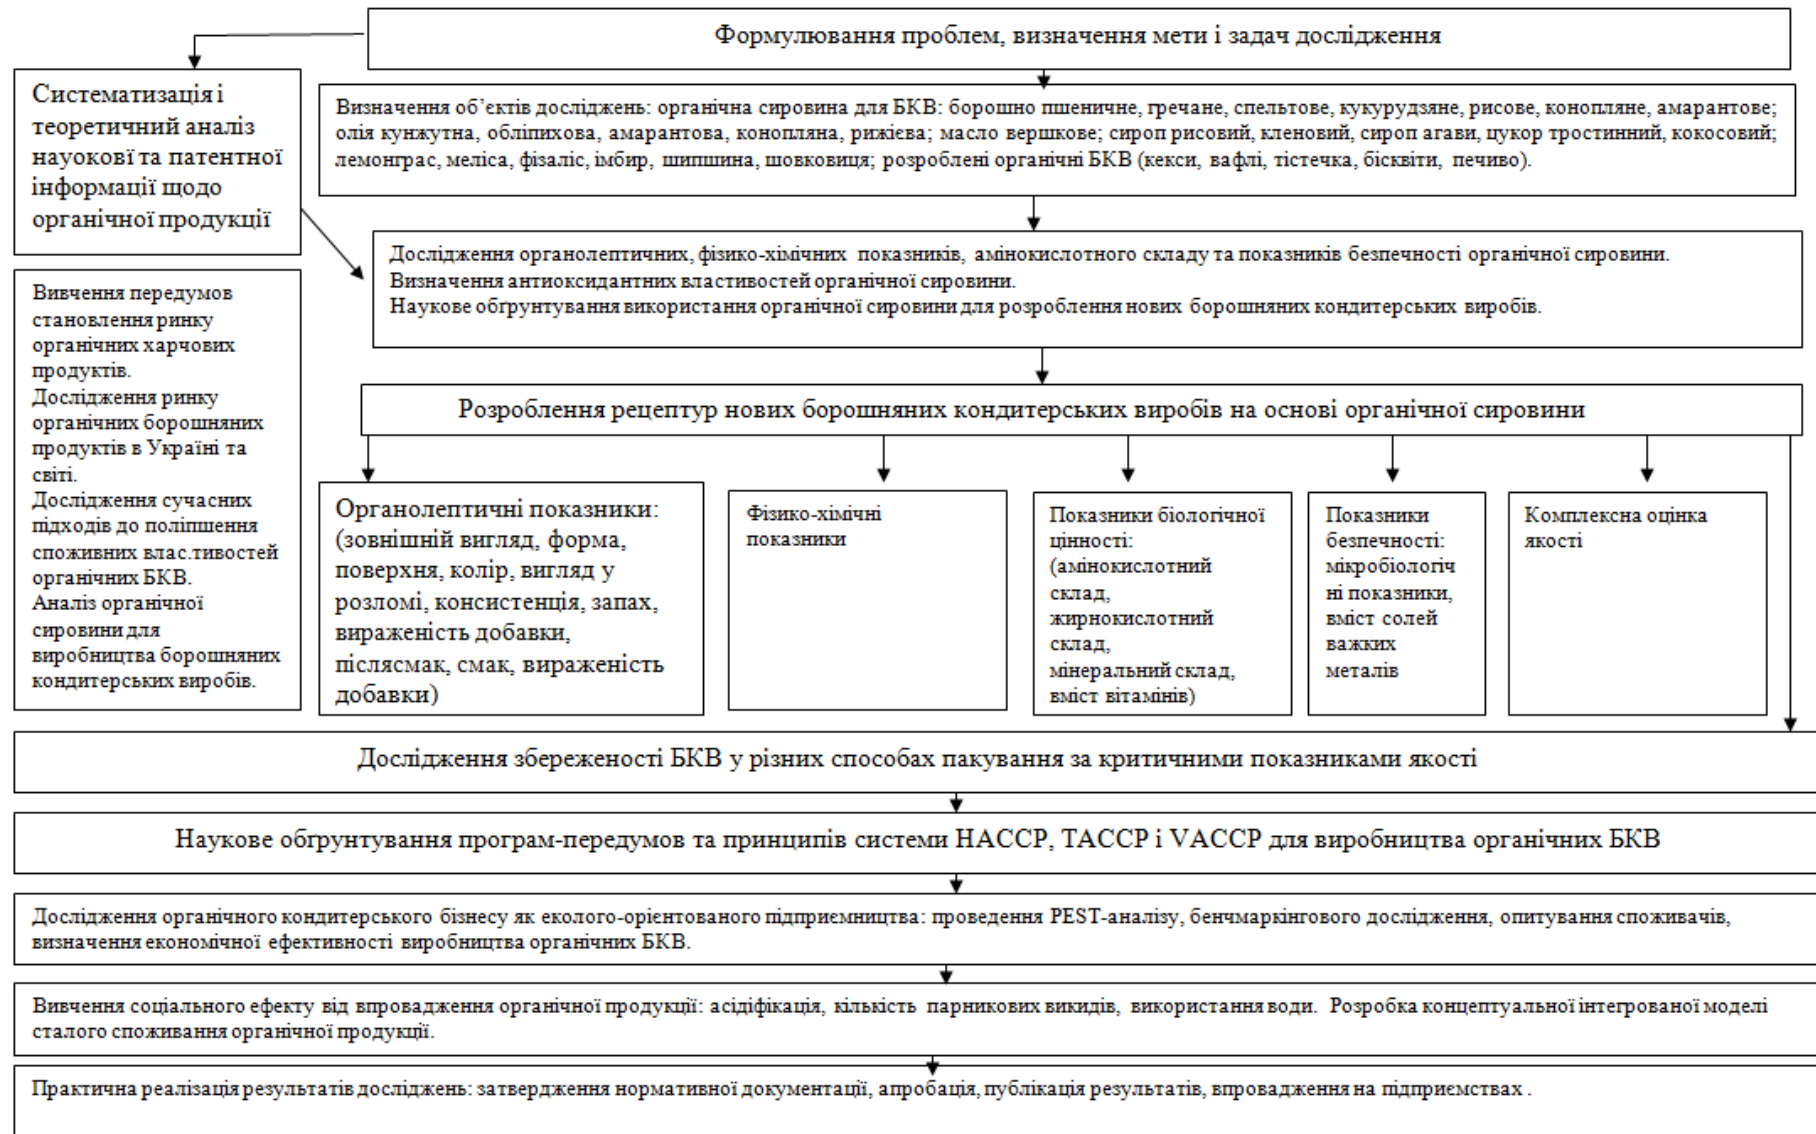 Формулювання проблем, визначення мети і задач дослідження
Систематизація і
теоретичний аналіз
науокової та патентної
інформації щодо
органічної продукції
Визначення об’єктів досліджень: органічна сировина для БКВ: борошно пшеничне, гречане, спельтове, кукурудзяне, рисове, конопляне, амарантове;
олія кунжутна, обліпихова, амарантова, конопляна, рижієва; масло вершкове; сироп рисовий, кленовий, сироп агави, цукор тростинний, кокосовий;
лемонграс, меліса, фізаліс, імбир, шипшина, шовковиця; розроблені органічні БКВ (кекси, вафлі, тістечка, бісквіти, печиво).
Дослідження органолептичних, фізико-хімічних показників, амінокислотного складу та показників безпечності органічної сировини.
Визначення антиоксидантних властивостей органічної сировини.
Наукове обґрунтування використання органічної сировини для розроблення нових борошняних кондитерських виробів.
Вивчення передумов
становлення ринку
органічних харчових
продуктів.
Дослідження ринку
органічних борошняних
продуктів в Україні та
світі.
Дослідження сучасних
підходів до поліпшення
споживних влас.тивостей
органічних БКВ.
Аналіз органічної
сировини для
виробництва борошняних
кондитерських виробів.
Розроблення рецептур нових борошняних кондитерських виробів на основі органічної сировини
Органолептичні показники:
(зовнішній вигляд, форма,
поверхня, колір, вигляд у
розломі, консистенція, запах,
вираженість добавки,
післясмак, смак, вираженість
добавки)
Фізико-хімічні
показники
Показники біологічної
цінності:
(амінокислотний
склад,
жирнокислотний
склад,
мінеральний склад,
вміст вітамінів)
Показники
безпечності:
мікробіологіч
ні показники,
вміст солей
важких
металів
Комплексна оцінка
якості
Дослідження збереженості БКВ у різних способах пакування за критичними показниками якості
Наукове обґрунтування програм-передумов та принципів системи НАССР, ТАССР і VACCP для виробництва органічних БКВ
Дослідження органічного кондитерського бізнесу як еколого-орієнтованого підприємництва: проведення PEST-аналізу, бенчмаркінгового дослідження, опитування споживачів,
визначення економічної ефективності виробництва органічних БКВ.
Вивчення соціального ефекту від впровадження органічної продукції: асідіфікація, кількість парникових викидів, використання води. Розробка концептуальної інтегрованої моделі
сталого споживання органічної продукції.
Практична реалізація результатів досліджень: затвердження нормативної документації, апробація, публікація результатів, впровадження на підприємствах .